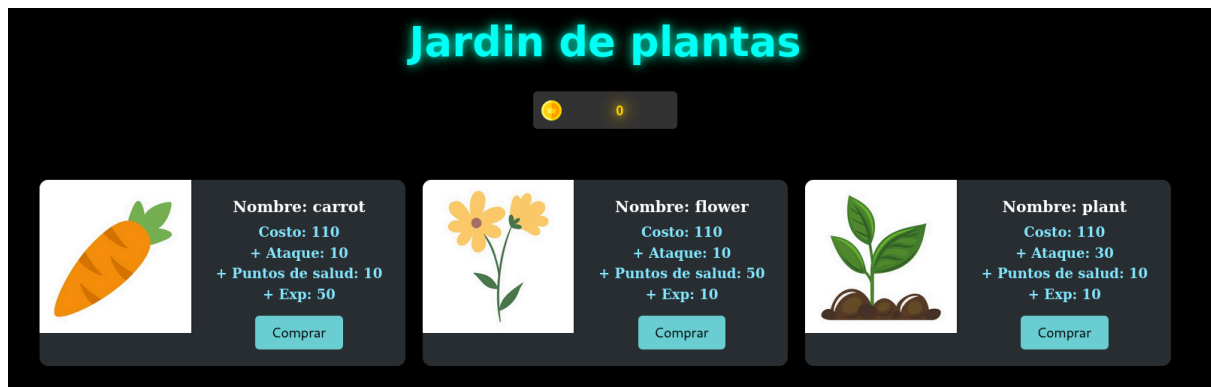 Jardin de plantas
0
Nombre: carrot
Costo: 110
+ Ataque: 10
+ Puntos de salud: 10
+ Exp: 50
Comprar
Nombre: flower
Costo: 110
+ Ataque: 10
+ Puntos de salud: 50
+ Exp: 10
Comprar
Nombre: plant
Costo: 110
+ Ataque: 30
+ Puntos de salud: 10
+ Exp: 10
Comprar